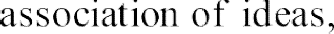 association of ideas,